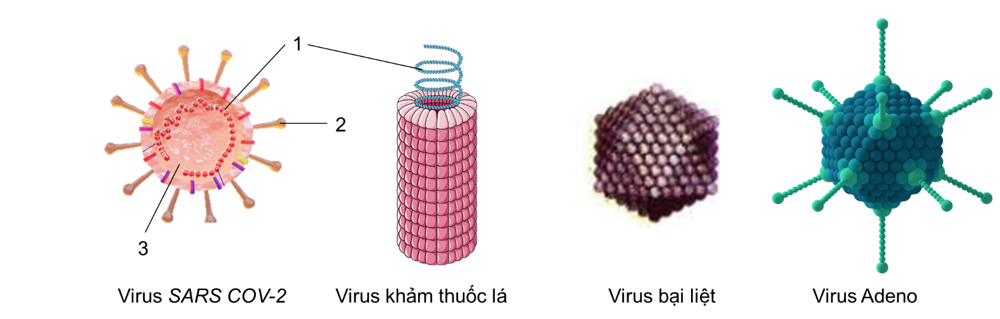 1
2
3
Virus SARS COV-2
Virus khảm thuốc lá
Virus bại liệt
Virus Adeno